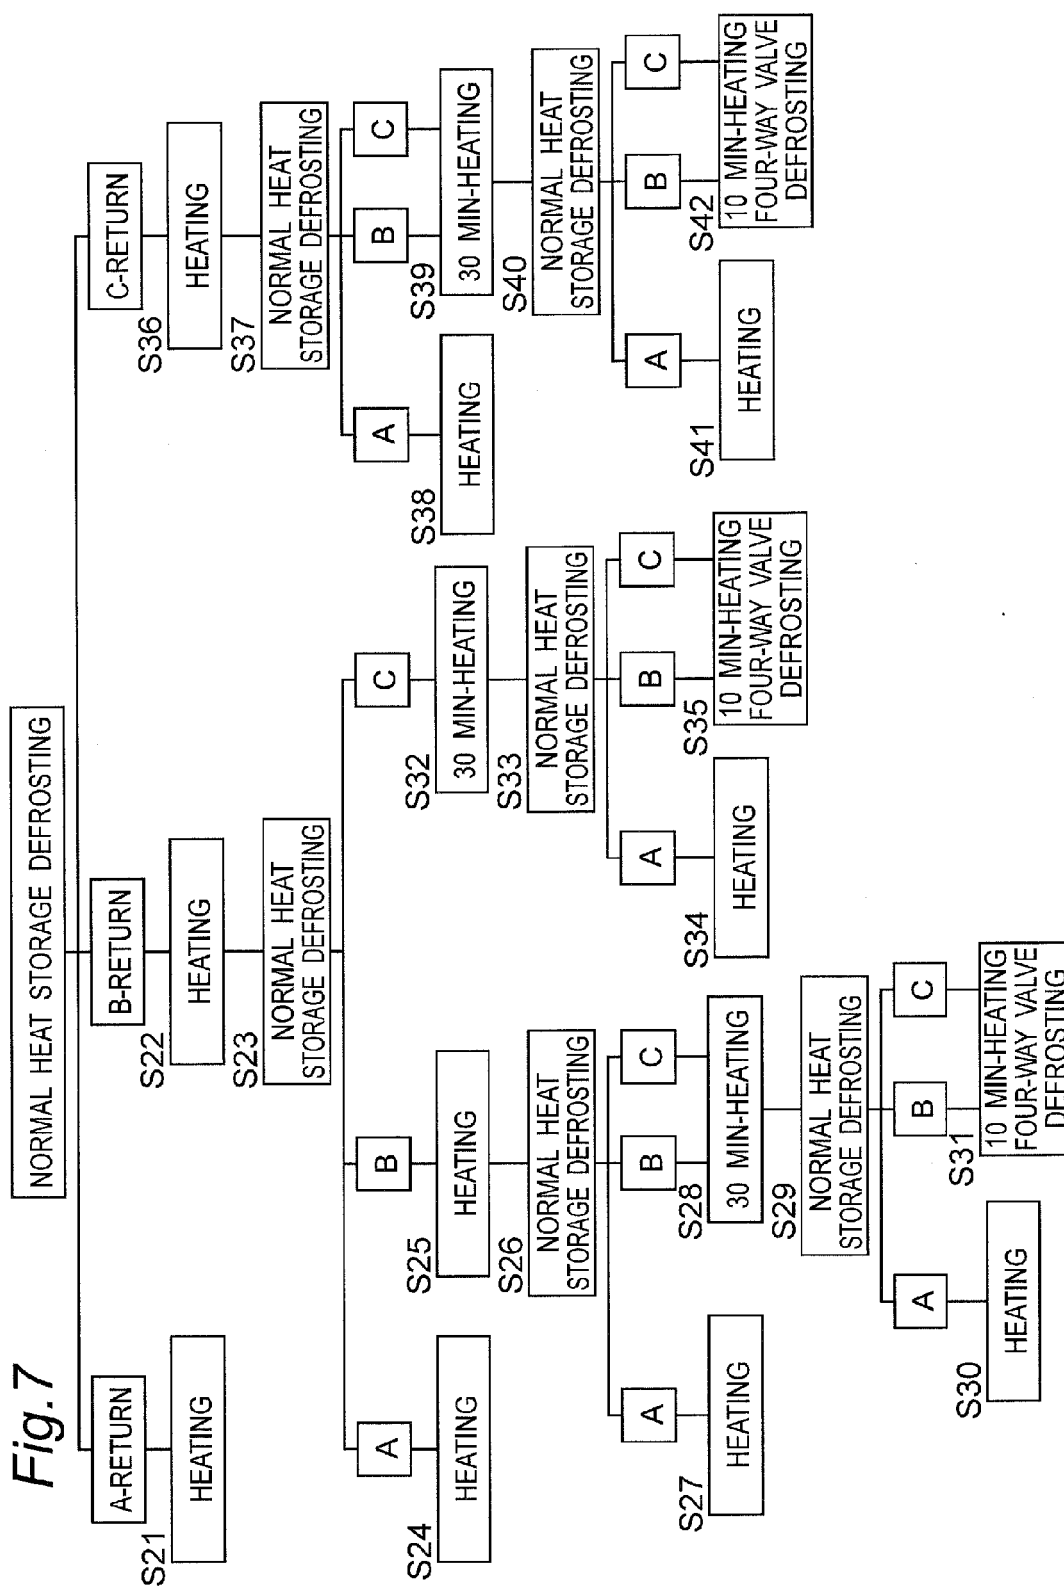 Fig.7
NORMAL HEAT STORAGE DEFROSTING
A-RETURN
S21
HEATING
B-RETURN
S22
HEATING
S23
NORMAL HEAT
STORAGE DEFROSTING
A
S24
HEATING
B
S25
HEATING
S26
NORMAL HEAT
STORAGE DEFROSTING
A
S27
HEATING
B
C
S28
30 MIN-HEATING
S29
NORMAL HEAT
STORAGE DEFROSTING
A
S30
HEATING
B
C
S31
10 MIN-HEATING
FOUR-WAY VALVE
DEFROSTING
C
S32
30 MIN-HEATING
S33
NORMAL HEAT
STORAGE DEFROSTING
A
S34
HEATING
B
C
S35
10 MIN-HEATING
FOUR-WAY VALVE
DEFROSTING
C-RETURN
S36
HEATING
S37
NORMAL HEAT
STORAGE DEFROSTING
A
S38
HEATING
B
C
S39
30 MIN-HEATING
S40
NORMAL HEAT
STORAGE DEFROSTING
A
S41
HEATING
B
C
S42
10 MIN-HEATING
FOUR-WAY VALVE
DEFROSTING